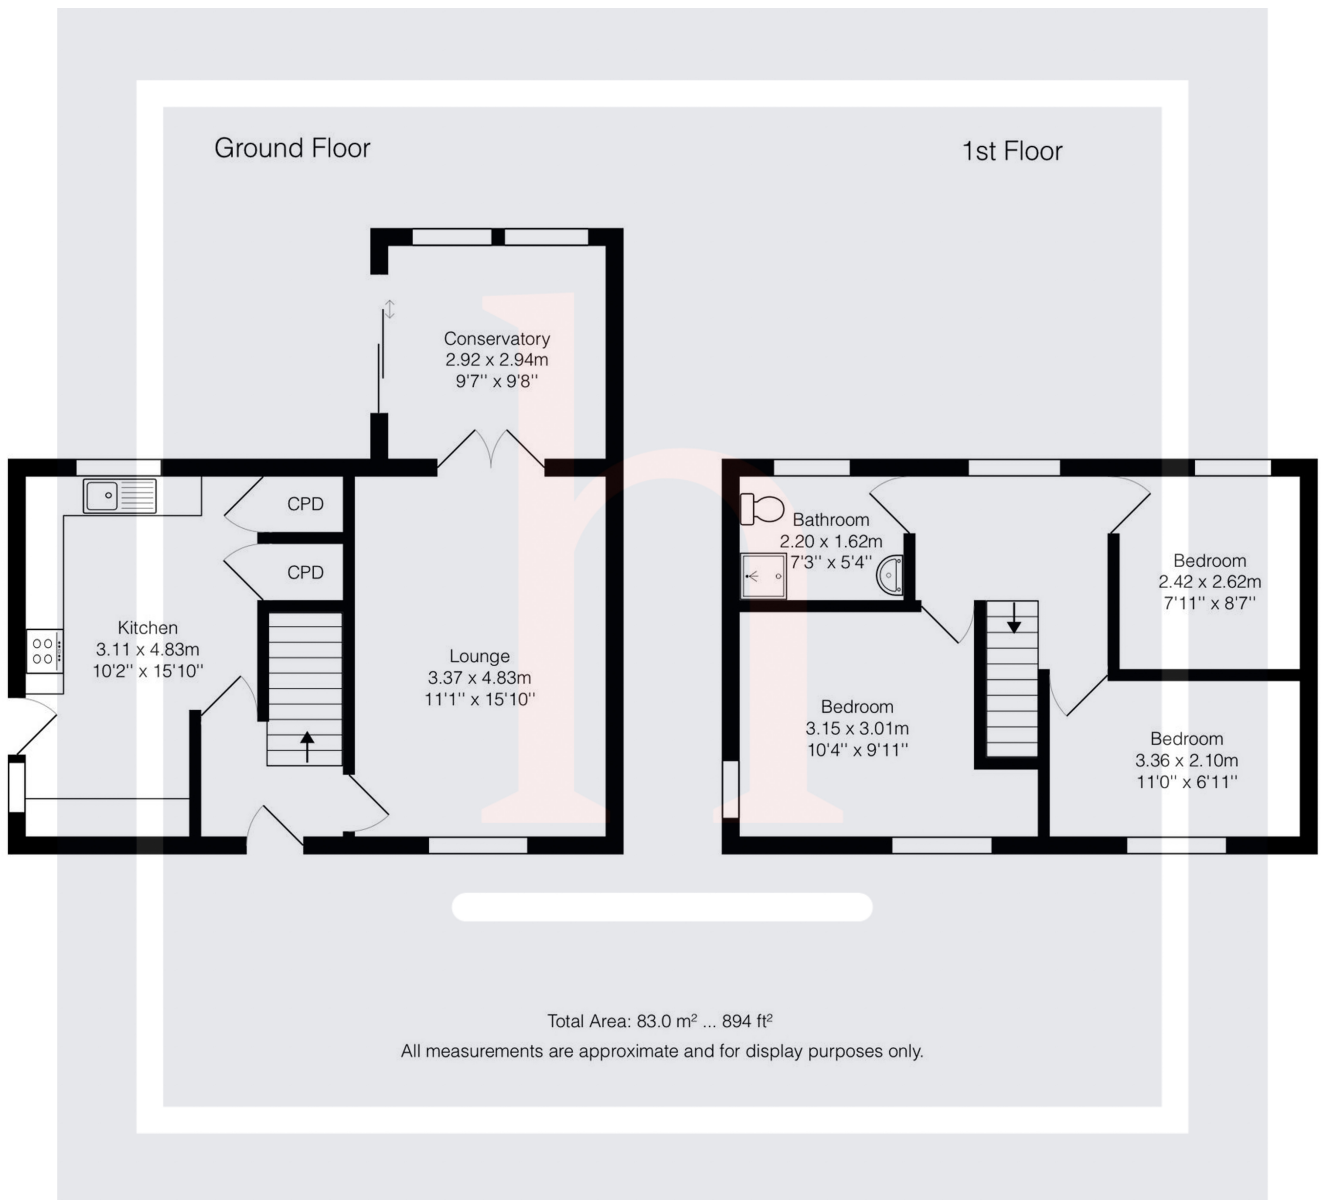 Ground Floor
1st Floor
Conservatory
2.92 x 2.94m
9'7'' x 9'8''
CPD
CPD
Kitchen
3.11 x 4.83m
10'2'' x 15'10''
Lounge
3.37 x 4.83m
11'1'' x 15'10''
Bathroom
2.20 x 1.62m
7'3'' x 5'4''
Bedroom
2.42 x 2.62m
7'11'' x 8'7''
Bedroom
3.15 x 3.01m
10'4'' x 9'11''
Bedroom
3.36 x 2.10m
11'0'' x 6'11''
h
Total Area: 83.0 m² ... 894 ft²
All measurements are approximate and for display purposes only.